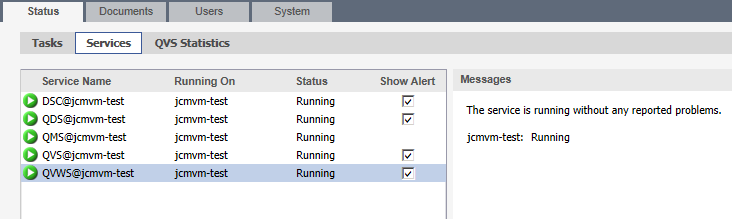 Status Documents Users System
Tasks Services QVS Statistics
Service Name Running On Status Show Alert
DSC@jcmvm-test jcmvm-test Running
QDS@jcmvm-test jcmvm-test Running
QMS@jcmvm-test jcmvm-test Running
QVS@jcmvm-test jcmvm-test Running
QVWS@jcmvm-test jcmvm-test Running
Messages
The service is running without any reported problems.
jcmvm-test: Running